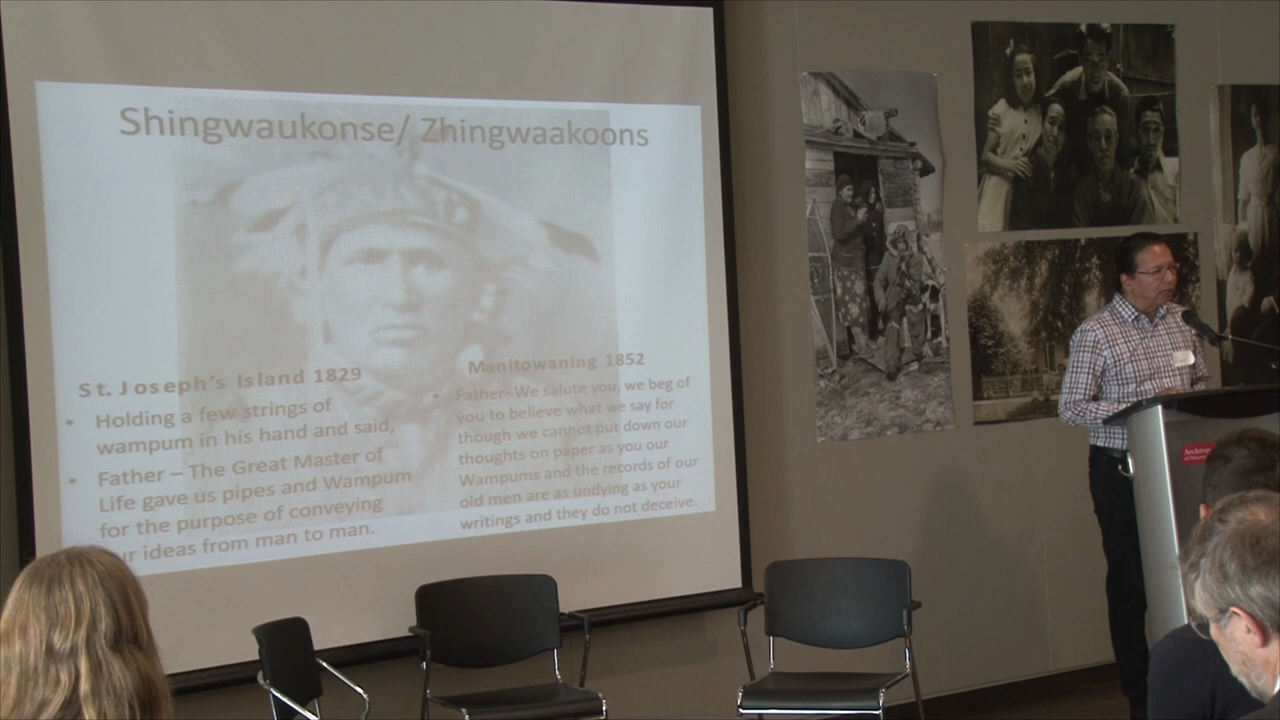 Shingwaukonse/ Zhingwaakoons
St. Joseph's Island 1829
• Holding a few strings of
wampum in his hand and said,
• Father – The Great Master of
Life gave us pipes and Wampum
for the purpose of conveying
our ideas from man to man.
Manitowaning 1852
• Father- We salute you, we beg of
you to believe what we say for
though we cannot put down our
thoughts on paper as you our
Wampums and the records of our
old men are as undying as your
writings and they do not deceive.
Archives